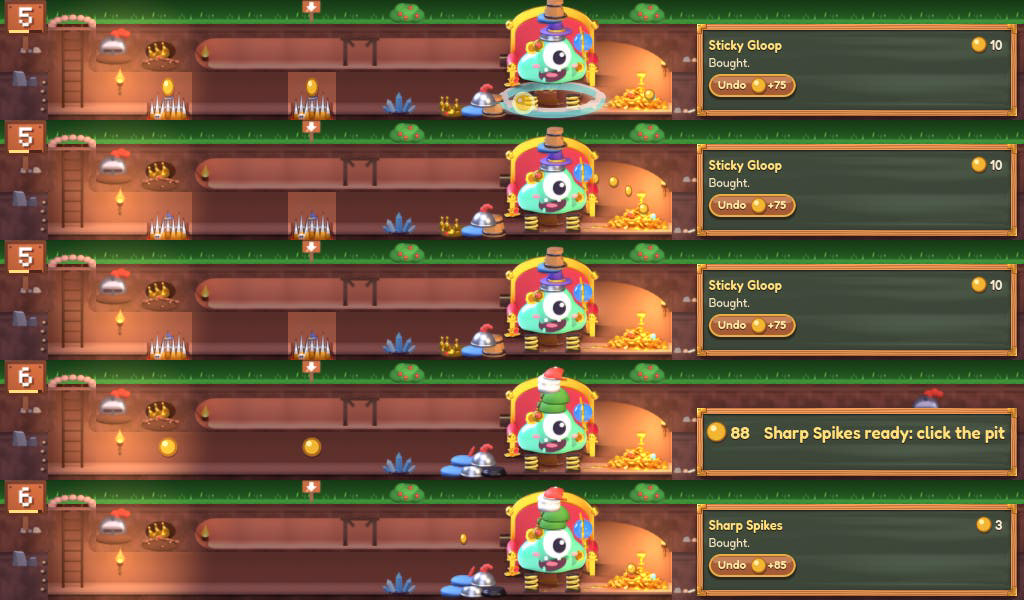 5
Sticky Gloop 10
Bought.
Undo +75
5
Sticky Gloop 10
Bought.
Undo +75
5
Sticky Gloop 10
Bought.
Undo +75
6
88 Sharp Spikes ready: click the pit
6
Sharp Spikes 3
Bought.
Undo +85